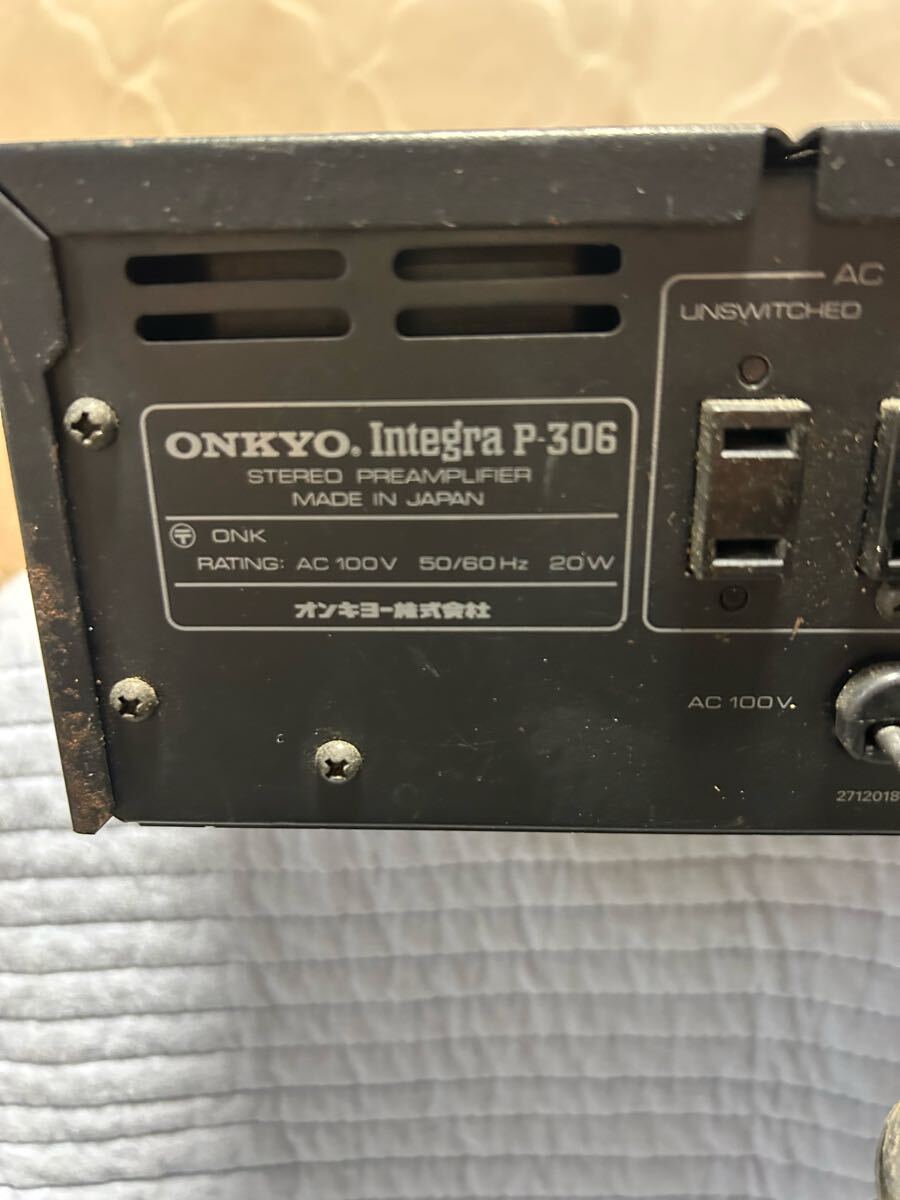 AC
UNSWITCHED
ONKYO. Integra P-306
STEREO PREAMPLIFIER
MADE IN JAPAN
〶 ONK
RATING: AC 100V 50/60Hz 20W
オンキヨー株式会社
AC 100V.
2712018